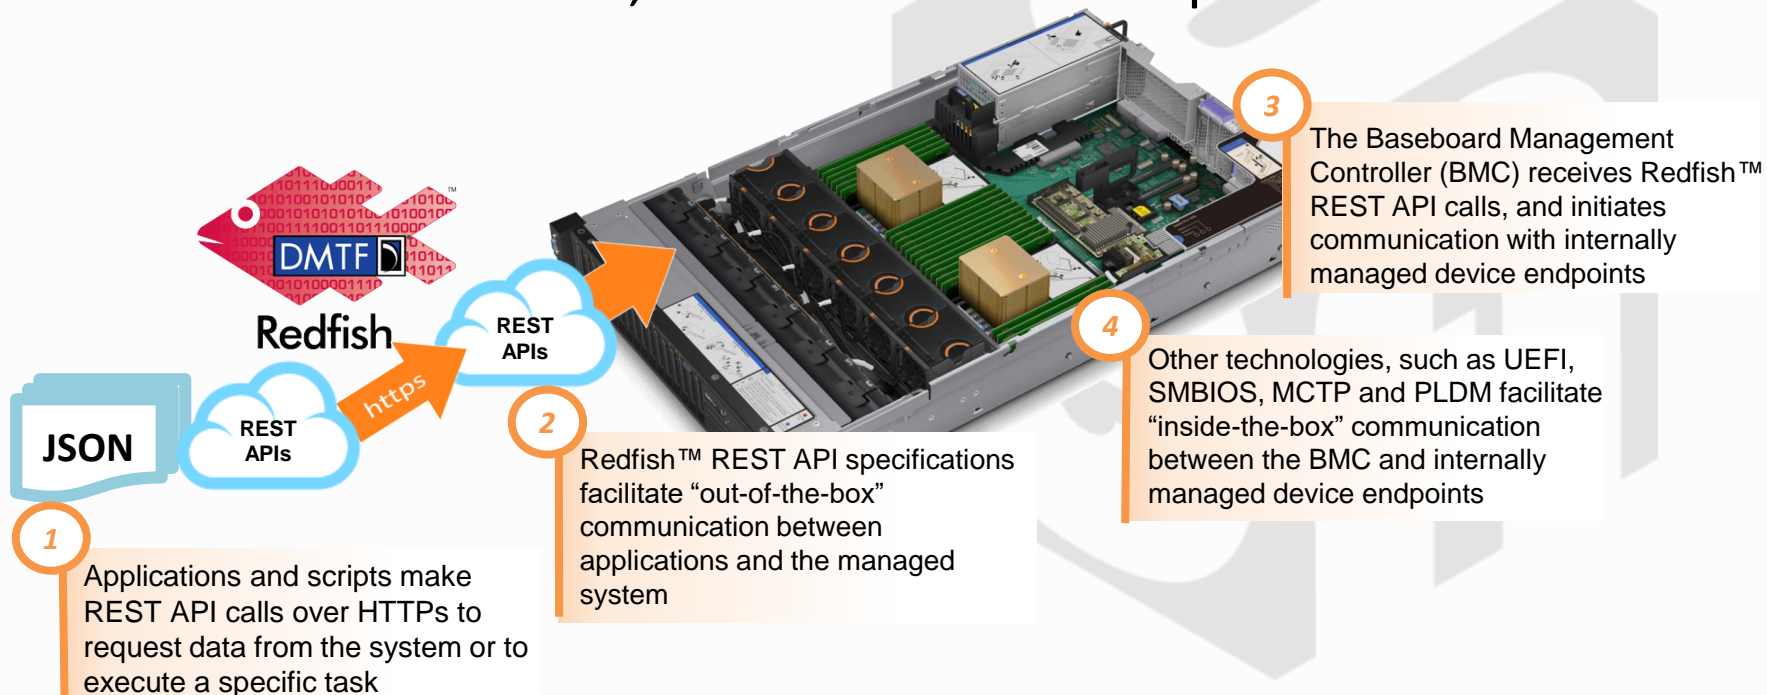 DMTF
™
Redfish
JSON
REST
APIs
https
REST
APIs
1
Applications and scripts make
REST API calls over HTTPs to
request data from the system or to
execute a specific task
2
Redfish™ REST API specifications
facilitate “out-of-the-box”
communication between
applications and the managed
system
3
The Baseboard Management
Controller (BMC) receives Redfish™
REST API calls, and initiates
communication with internally
managed device endpoints
4
Other technologies, such as UEFI,
SMBIOS, MCTP and PLDM facilitate
“inside-the-box” communication
between the BMC and internally
managed device endpoints